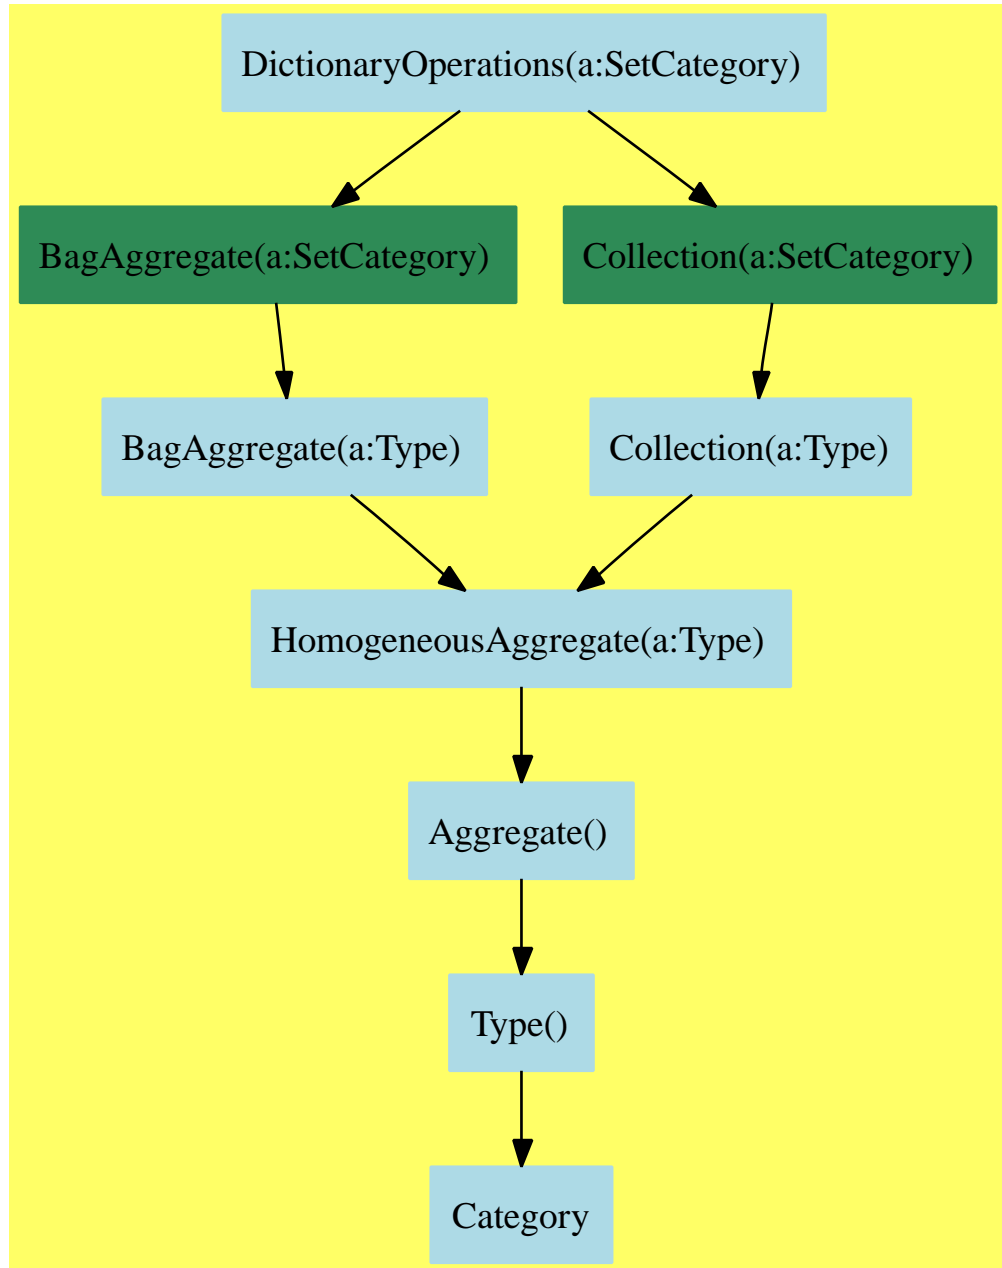 DictionaryOperations(a:SetCategory)
BagAggregate(a:SetCategory)
Collection(a:SetCategory)
BagAggregate(a:Type)
Collection(a:Type)
HomogeneousAggregate(a:Type)
Aggregate()
Type()
Category